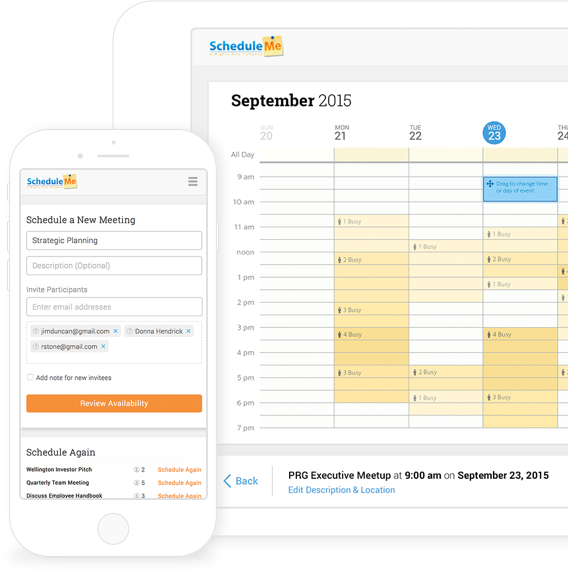 ScheduleMe
September 2015
SUN 20
MON 21
TUE 22
WED 23
24
All Day
9 am
Drag to change time
or day of event
10 am
11 am
1 Busy
1 Busy
noon
1 Busy
2 Busy
2 Busy
1 pm
1 Busy
2 pm
3 Busy
3 pm
4 Busy
4 Busy
4 pm
5 pm
3 Busy
2 Busy
6 pm
1 Busy
3 Busy
7 pm
Back
PRG Executive Meetup at 9:00 am on September 23, 2015
Edit Description & Location
ScheduleMe
Schedule a New Meeting
Strategic Planning
Description (Optional)
Invite Participants
Enter email addresses
jimduncan@gmail.com ×
Donna Hendrick ×
rstone@gmail.com ×
Add note for new invitees
Review Availability
Schedule Again
Wellington Investor Pitch 2 Schedule Again
Quarterly Team Meeting 5 Schedule Again
Discuss Employee Handbook 3 Schedule Again